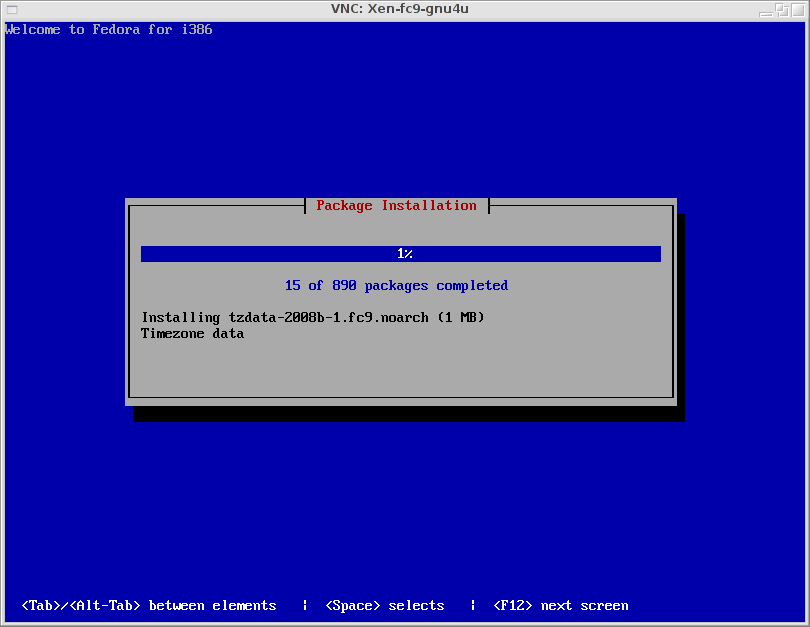 VNC: Xen-fc9-gnu4u
Welcome to Fedora for i386
Package Installation
1%
15 of 890 packages completed
Installing tzdata-2008b-1.fc9.noarch (1 MB)
Timezone data
<Tab>/<Alt-Tab> between elements | <Space> selects | <F12> next screen